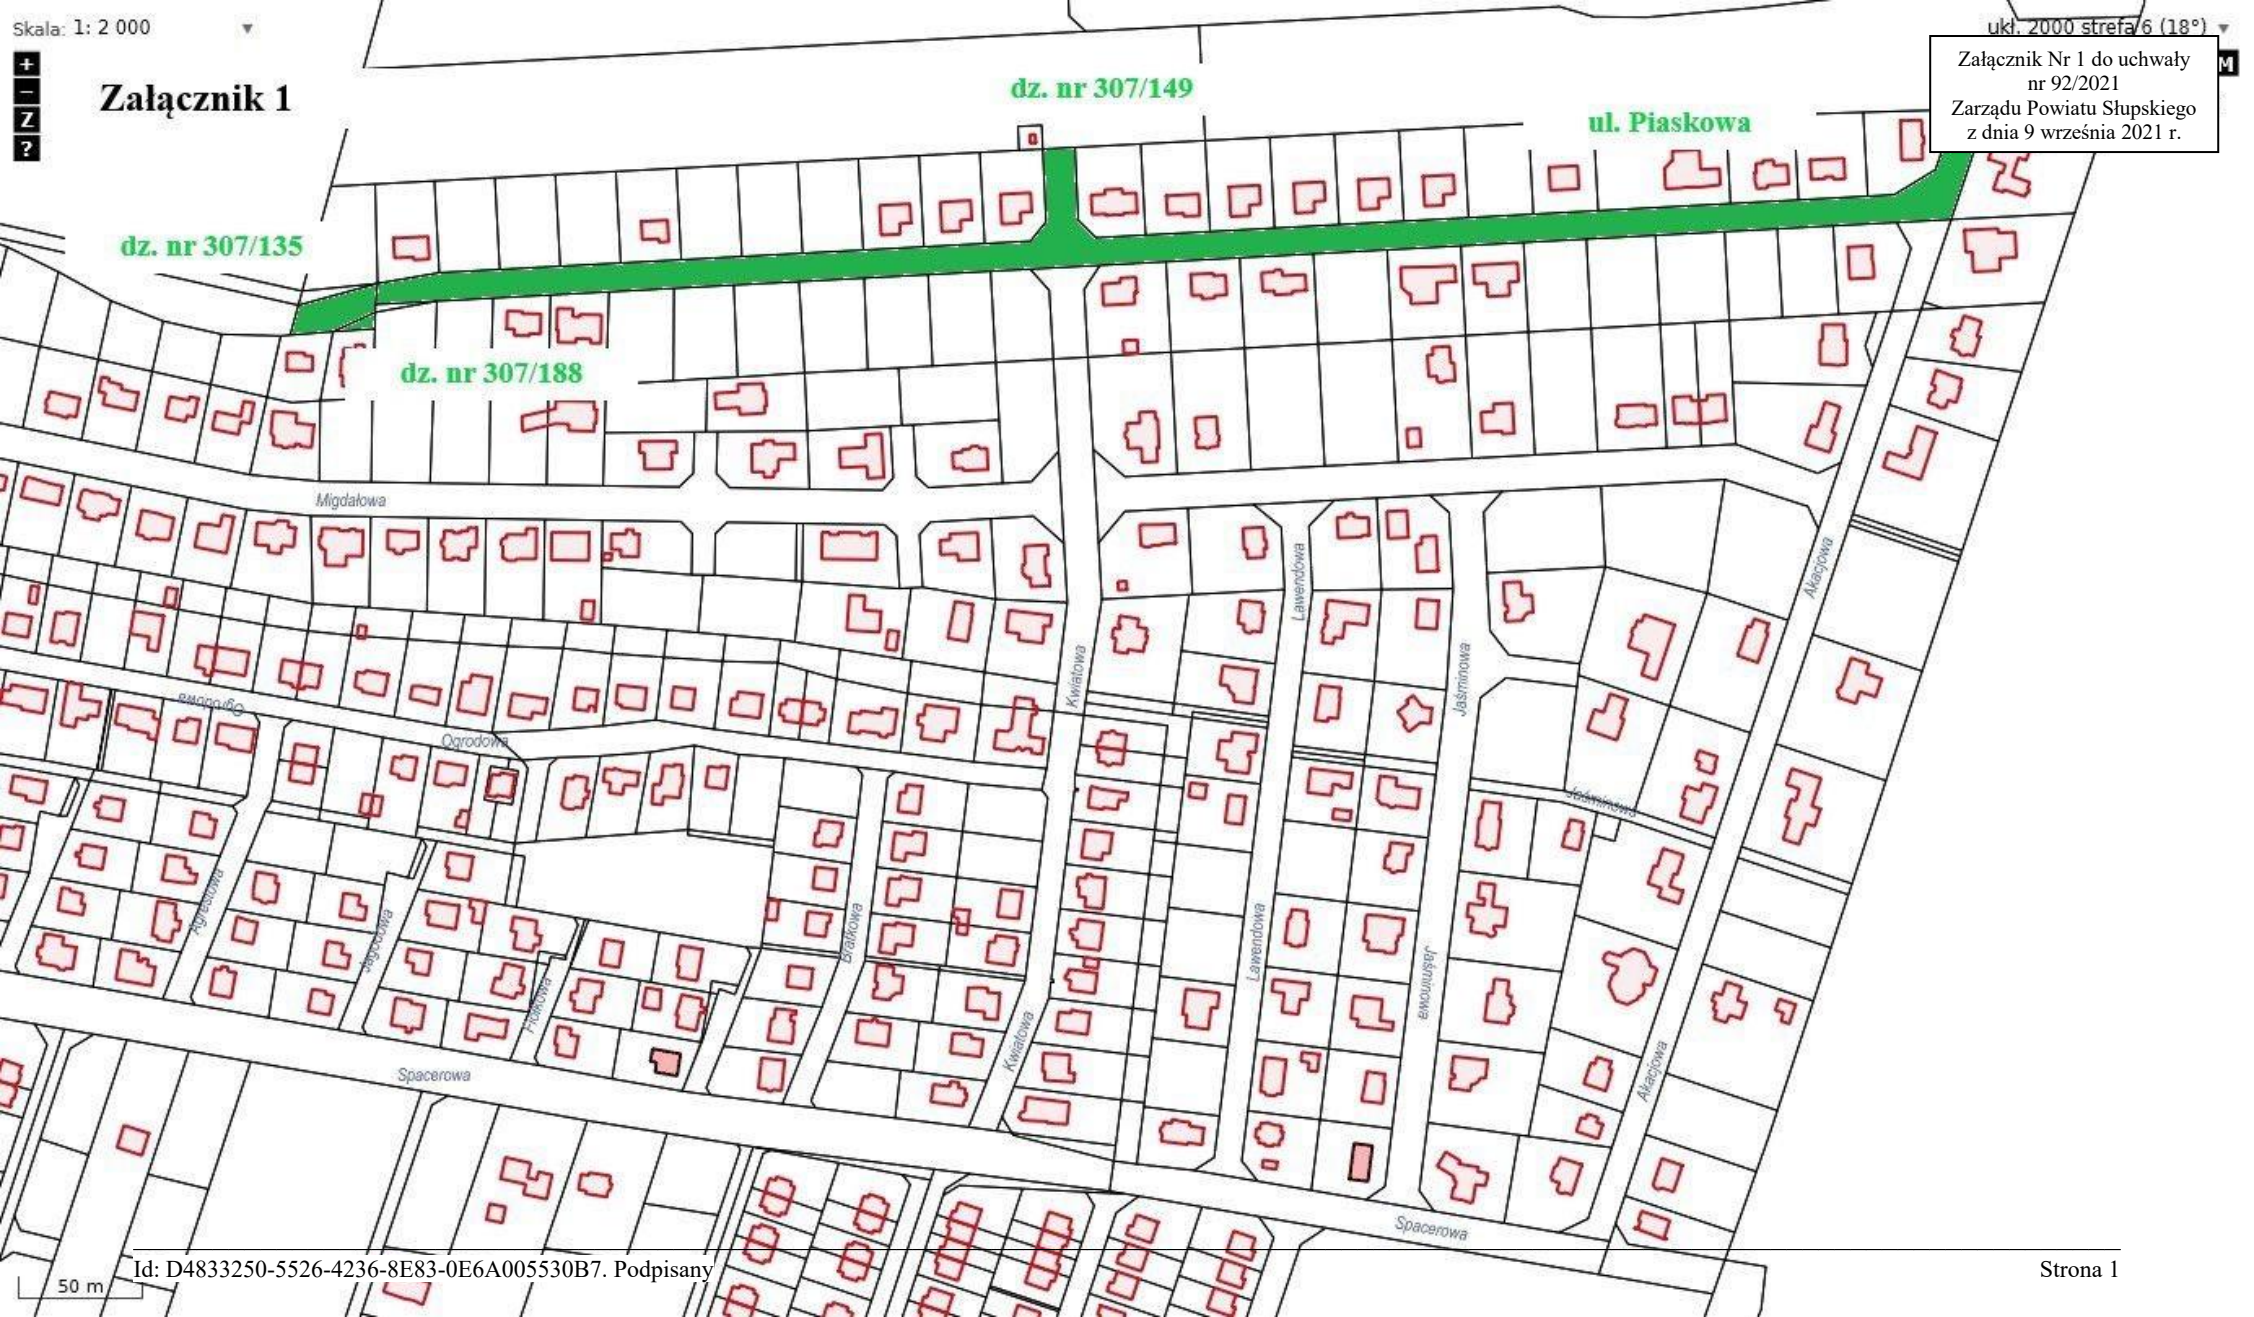 Skala: 1: 2 000
ukł. 2000 strefa 6 (18°)
+
−
Z
?
M
Załącznik 1
Załącznik Nr 1 do uchwały
nr 92/2021
Zarządu Powiatu Słupskiego
z dnia 9 września 2021 r.
dz. nr 307/149
ul. Piaskowa
dz. nr 307/135
dz. nr 307/188
Migdałowa
Lawendowa
Akacjowa
Kwiatowa
Jaśminowa
Ogrodowa
Ogrodowa
Jaśminowa
Agrestowa
Jagodowa
Bratkowa
Lawendowa
Jaśminowa
Fiołkowa
Kwiatowa
Akacjowa
Spacerowa
Spacerowa
50 m
Id: D4833250-5526-4236-8E83-0E6A005530B7. Podpisany
Strona 1